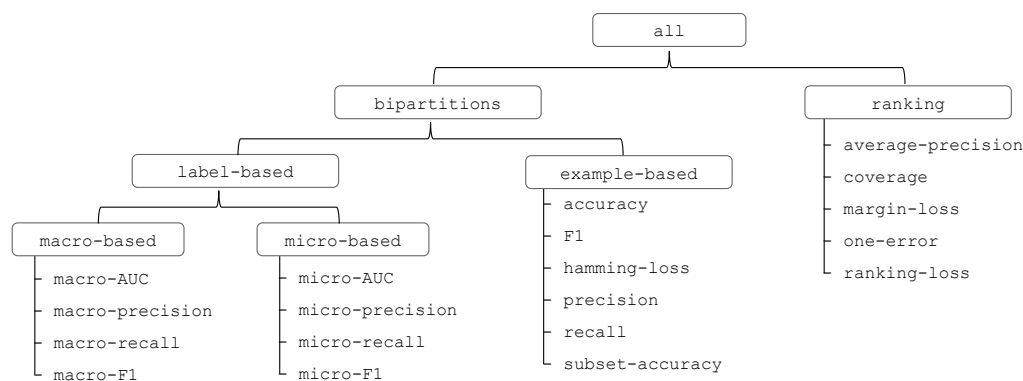 all
bipartitions
ranking
label-based
example-based
macro-based
micro-based
macro-AUC
macro-precision
macro-recall
macro-F1
micro-AUC
micro-precision
micro-recall
micro-F1
accuracy
F1
hamming-loss
precision
recall
subset-accuracy
average-precision
coverage
margin-loss
one-error
ranking-loss